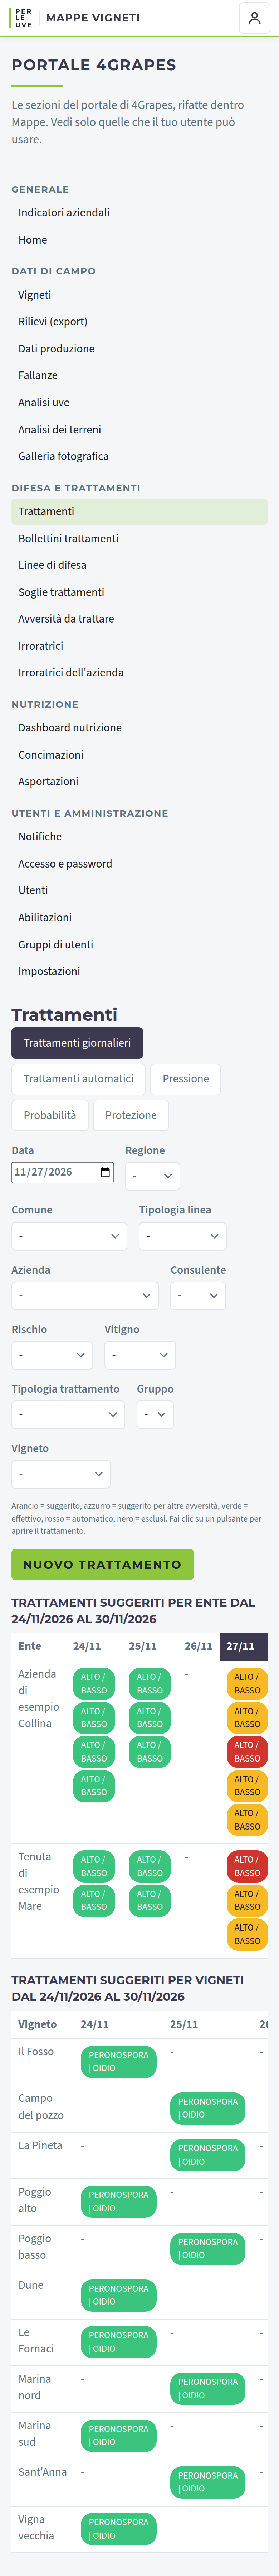 PER
LE
UVE
MAPPE VIGNETI
PORTALE 4GRAPES
Le sezioni del portale di 4Grapes, rifatte dentro
Mappe. Vedi solo quelle che il tuo utente può
usare.
GENERALE
Indicatori aziendali
Home
DATI DI CAMPO
Vigneti
Rilievi (export)
Dati produzione
Fallanze
Analisi uve
Analisi dei terreni
Galleria fotografica
DIFESA E TRATTAMENTI
Trattamenti
Bollettini trattamenti
Linee di difesa
Soglie trattamenti
Avversità da trattare
Irroratrici
Irroratrici dell'azienda
NUTRIZIONE
Dashboard nutrizione
Concimazioni
Asportazioni
UTENTI E AMMINISTRAZIONE
Notifiche
Accesso e password
Utenti
Abilitazioni
Gruppi di utenti
Impostazioni
Trattamenti
Trattamenti giornalieri
Trattamenti automatici Pressione
Probabilità Protezione
Data Regione
11/27/2026 -
Comune Tipologia linea
- -
Azienda Consulente
- -
Rischio Vitigno
- -
Tipologia trattamento Gruppo
- -
Vigneto
-
Arancio = suggerito, azzurro = suggerito per altre avversità, verde =
effettivo, rosso = automatico, nero = esclusi. Fai clic su un pulsante per
aprire il trattamento.
NUOVO TRATTAMENTO
TRATTAMENTI SUGGERITI PER ENTE DAL
24/11/2026 AL 30/11/2026
Ente 24/11 25/11 26/11 27/11
Azienda di esempio Collina
ALTO / BASSO ALTO / BASSO - ALTO / BASSO
ALTO / BASSO ALTO / BASSO ALTO / BASSO
ALTO / BASSO ALTO / BASSO ALTO / BASSO
ALTO / BASSO ALTO / BASSO
ALTO / BASSO
Tenuta di esempio Mare
ALTO / BASSO ALTO / BASSO - ALTO / BASSO
ALTO / BASSO ALTO / BASSO ALTO / BASSO
ALTO / BASSO
TRATTAMENTI SUGGERITI PER VIGNETI
DAL 24/11/2026 AL 30/11/2026
Vigneto 24/11 25/11
Il Fosso PERONOSPORA | OIDIO - -
Campo del pozzo - PERONOSPORA | OIDIO -
La Pineta - PERONOSPORA | OIDIO -
Poggio alto PERONOSPORA | OIDIO - -
Poggio basso - PERONOSPORA | OIDIO -
Dune PERONOSPORA | OIDIO - -
Le Fornaci PERONOSPORA | OIDIO - -
Marina nord - PERONOSPORA | OIDIO -
Marina sud PERONOSPORA | OIDIO - -
Sant'Anna - PERONOSPORA | OIDIO -
Vigna vecchia PERONOSPORA | OIDIO - -